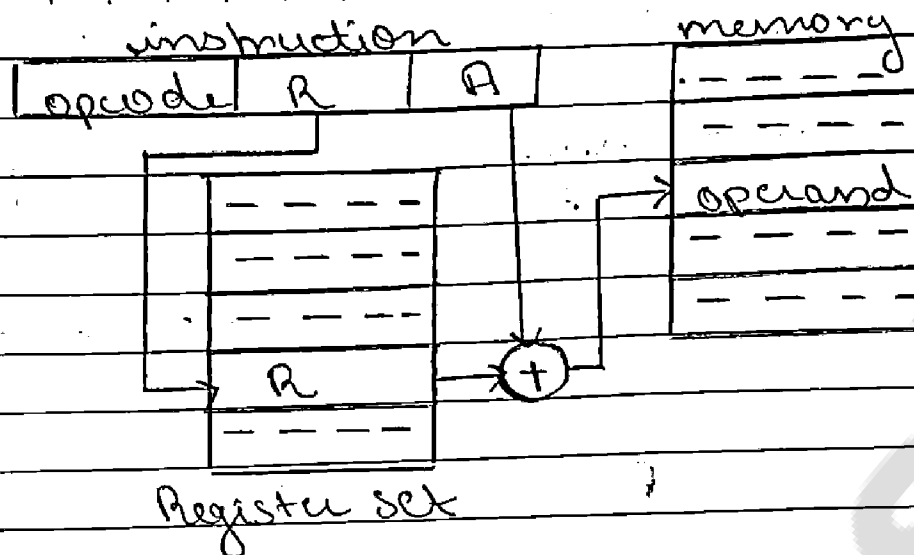 instruction memory
opcode R A
operand
R +
Register set